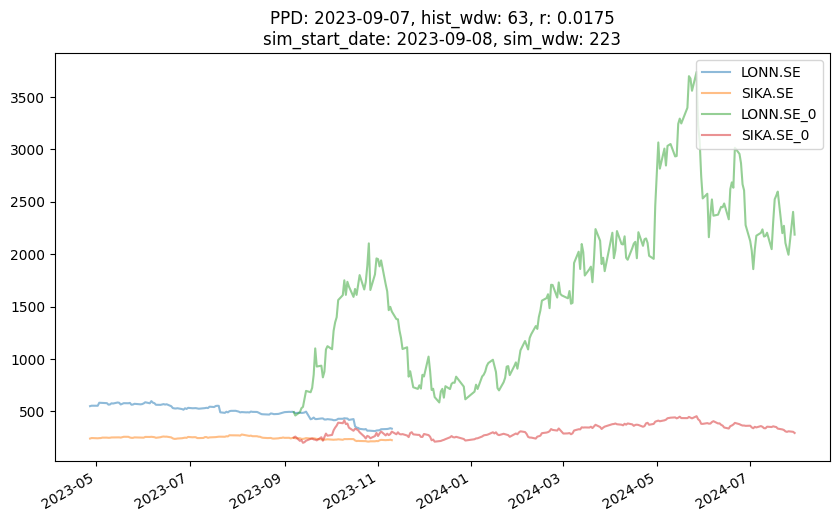 PPD: 2023-09-07, hist_wdw: 63, r: 0.0175
sim_start_date: 2023-09-08, sim_wdw: 223
LONN.SE
SIKA.SE
LONN.SE_0
SIKA.SE_0
3500
3000
2500
2000
1500
1000
500
2023-05
2023-07
2023-09
2023-11
2024-01
2024-03
2024-05
2024-07